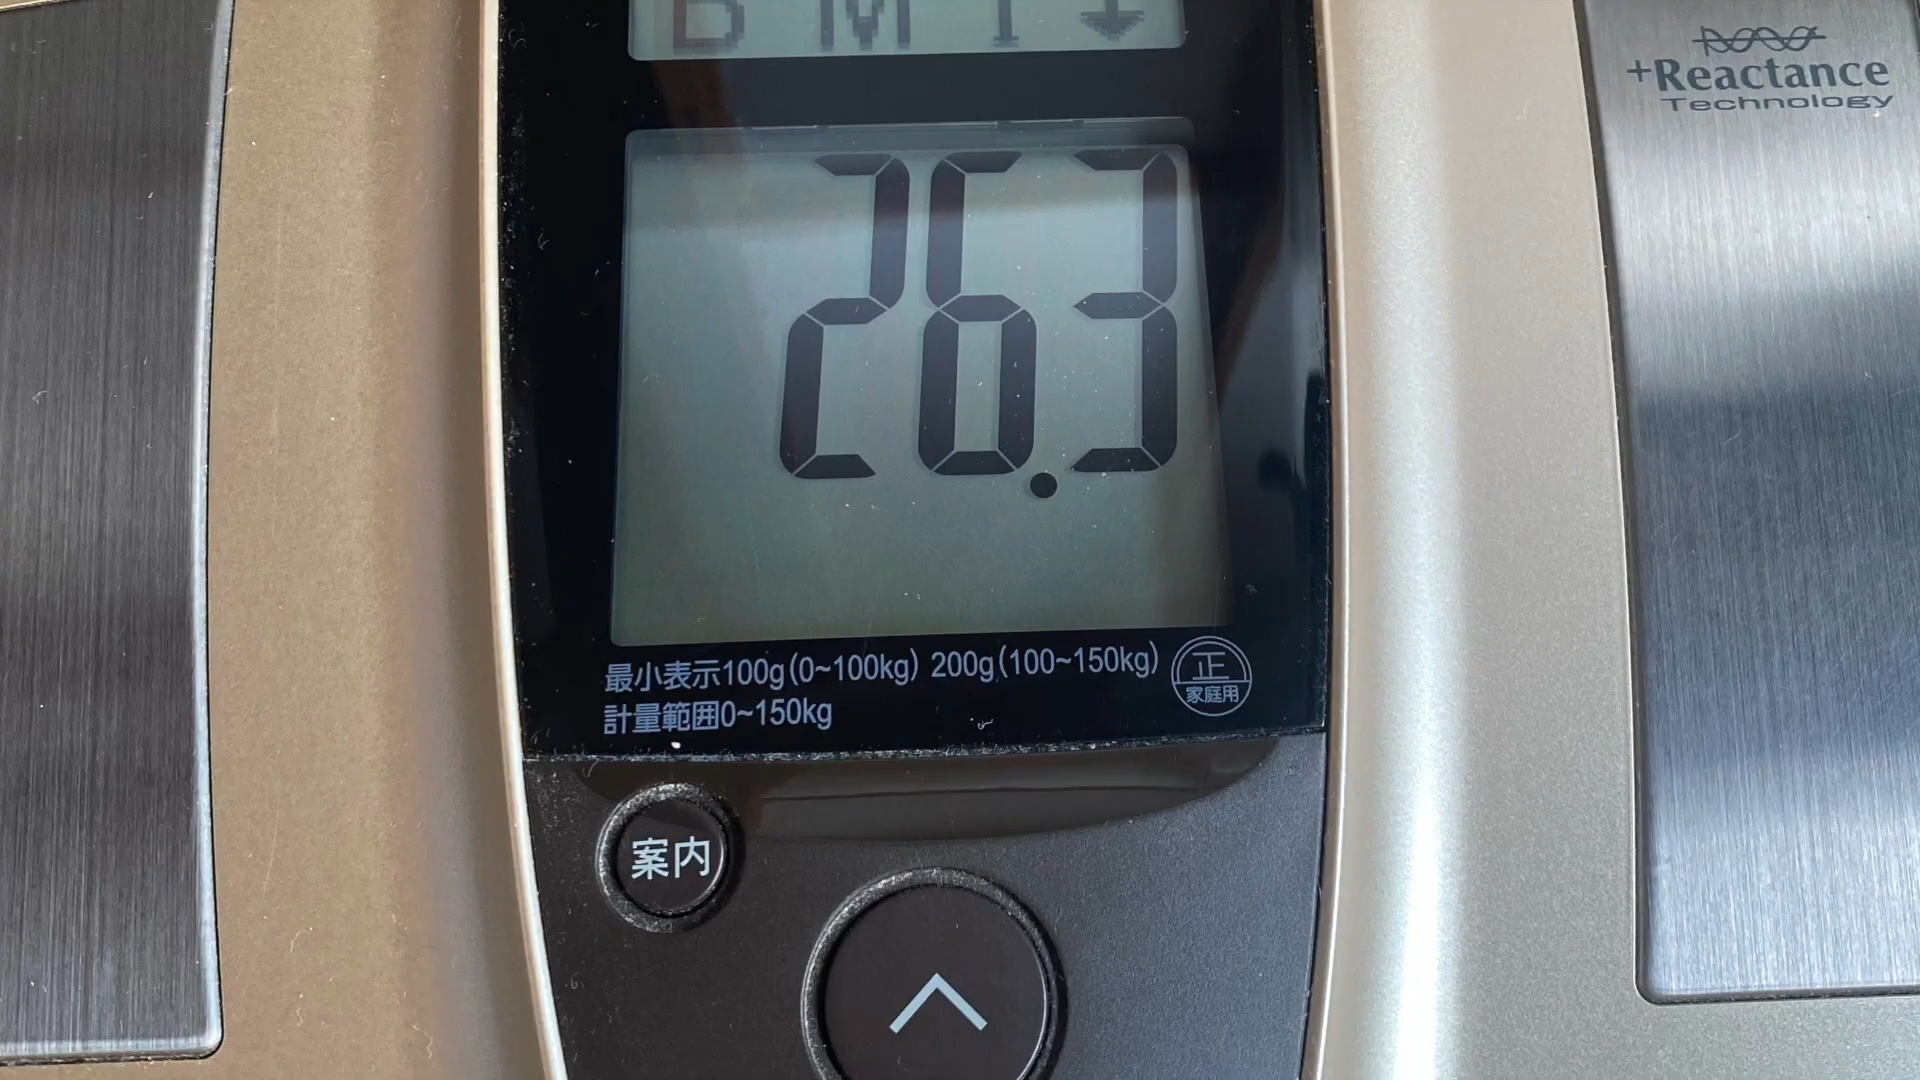 BMI↓
26.3
最小表示100g(0~100kg) 200g(100~150kg)
計量範囲0~150kg
正
家庭用
案内
+Reactance
Technology